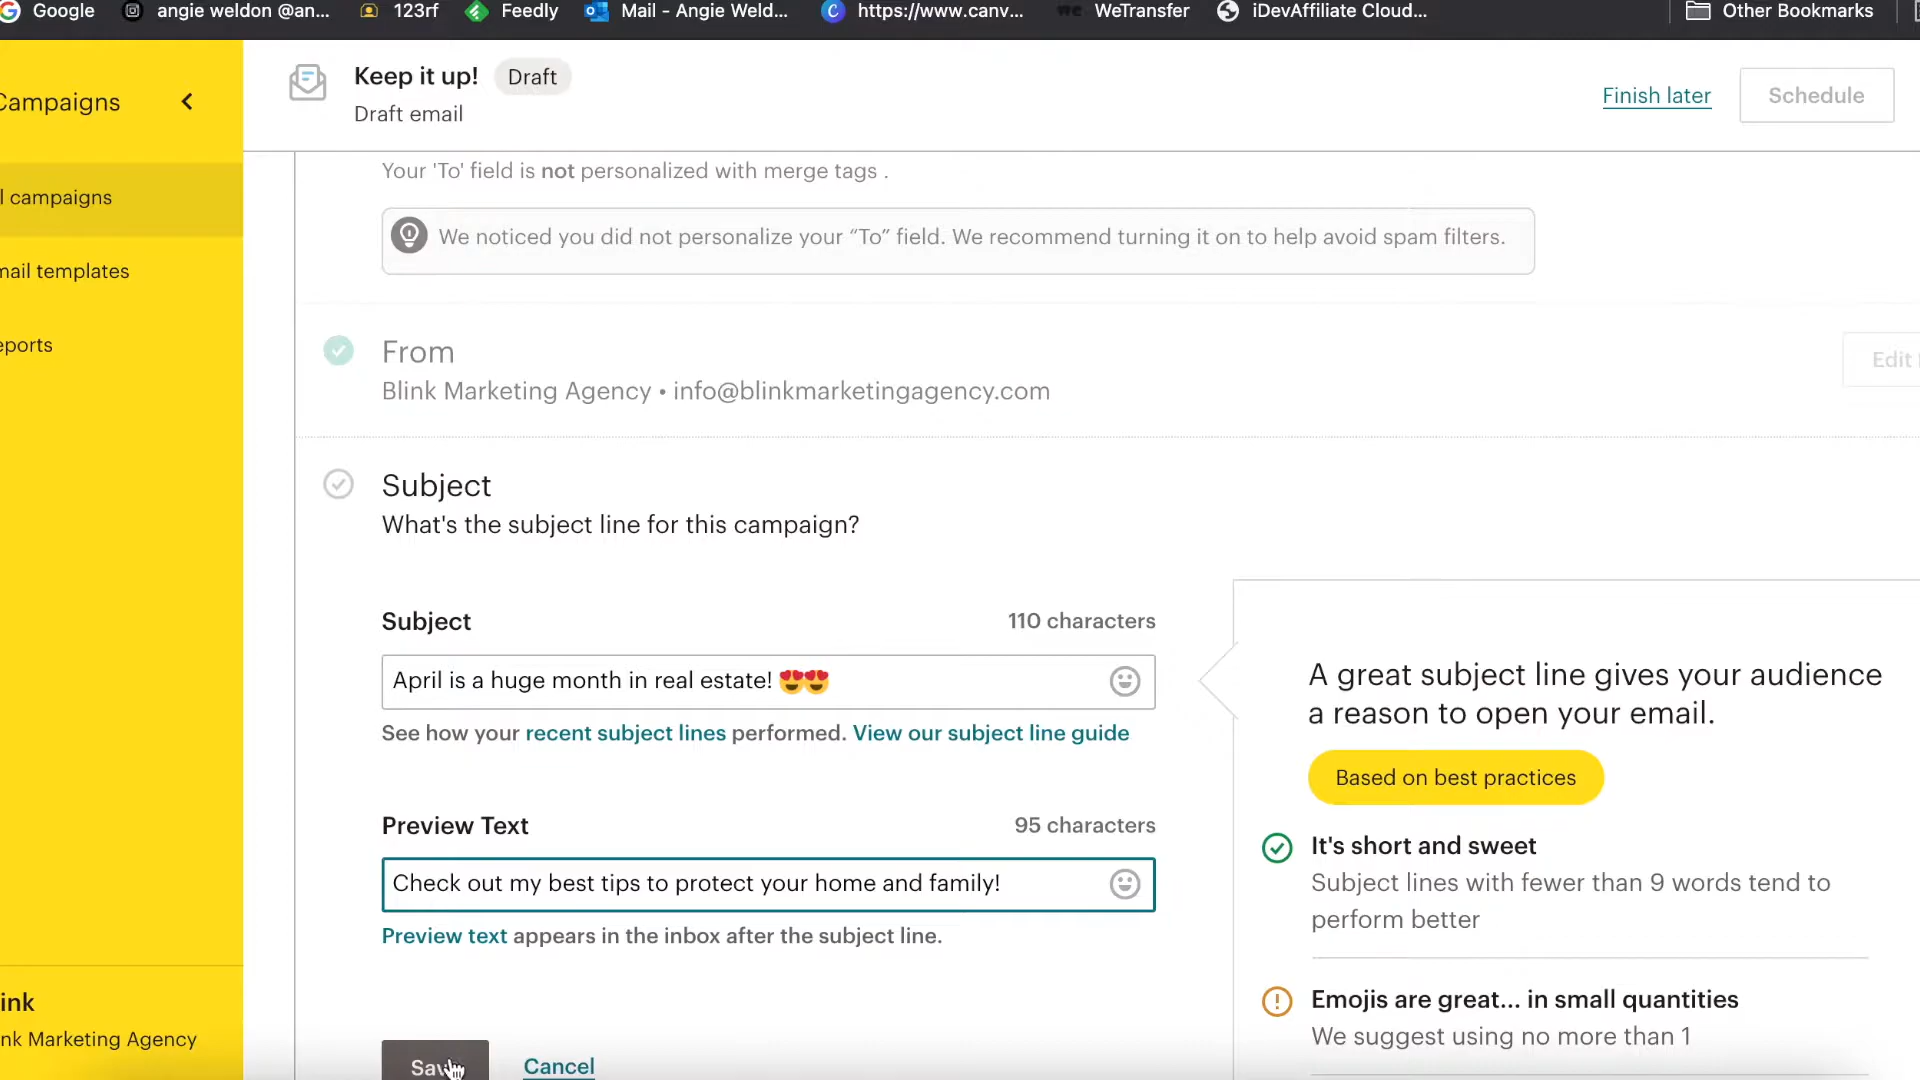 Google angie weldon @an... 123rf Feedly Mail - Angie Weld... https://www.canv... WeTransfer iDevAffiliate Cloud... Other Bookmarks
Campaigns
Keep it up! Draft
Draft email
Finish later Schedule
l campaigns
mail templates
eports
Your 'To' field is not personalized with merge tags .
We noticed you did not personalize your “To” field. We recommend turning it on to help avoid spam filters.
From
Blink Marketing Agency • info@blinkmarketingagency.com
Edit
Subject
What's the subject line for this campaign?
Subject 110 characters
April is a huge month in real estate! 😍😍
See how your recent subject lines performed. View our subject line guide
Preview Text 95 characters
Check out my best tips to protect your home and family!
Preview text appears in the inbox after the subject line.
Save Cancel
A great subject line gives your audience
a reason to open your email.
Based on best practices
It's short and sweet
Subject lines with fewer than 9 words tend to
perform better
Emojis are great... in small quantities
We suggest using no more than 1
ink
nk Marketing Agency